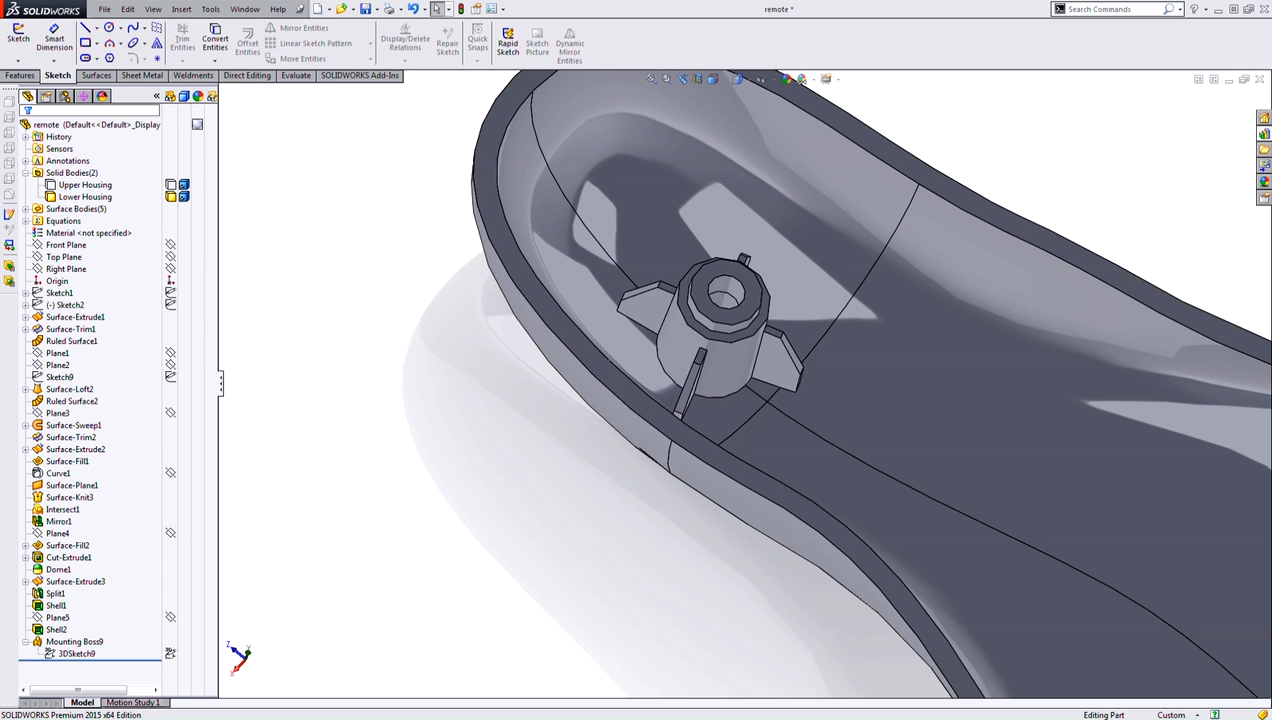 SOLIDWORKS File Edit View Insert Tools Window Help remote * Search Commands
Sketch Smart Dimension Trim Entities Convert Entities Offset Entities Mirror Entities Linear Sketch Pattern Move Entities Display/Delete Relations Repair Sketch Quick Snaps Rapid Sketch Sketch Picture Dynamic Mirror Entities
Features Sketch Surfaces Sheet Metal Weldments Direct Editing Evaluate SOLIDWORKS Add-Ins
remote (Default<<Default>_Display
History
Sensors
Annotations
Solid Bodies(2)
Upper Housing
Lower Housing
Surface Bodies(5)
Equations
Material <not specified>
Front Plane
Top Plane
Right Plane
Origin
Sketch1
(-) Sketch2
Surface-Extrude1
Surface-Trim1
Ruled Surface1
Plane1
Plane2
Sketch9
Surface-Loft2
Ruled Surface2
Plane3
Surface-Sweep1
Surface-Trim2
Surface-Extrude2
Surface-Fill1
Curve1
Surface-Plane1
Surface-Knit3
Intersect1
Mirror1
Plane4
Surface-Fill2
Cut-Extrude1
Dome1
Surface-Extrude3
Split1
Shell1
Plane5
Shell2
Mounting Boss9
3DSketch9
Z Y X
Model Motion Study 1
SOLIDWORKS Premium 2015 x64 Edition Editing Part Custom